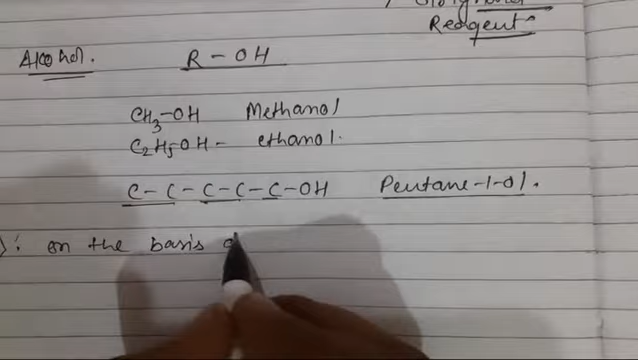 Reagent
Alcohol. R-OH
CH3-OH Methanol
C2H5OH- ethanol.
C-C-C-C-C-OH Pentane-1-ol.
on the basis